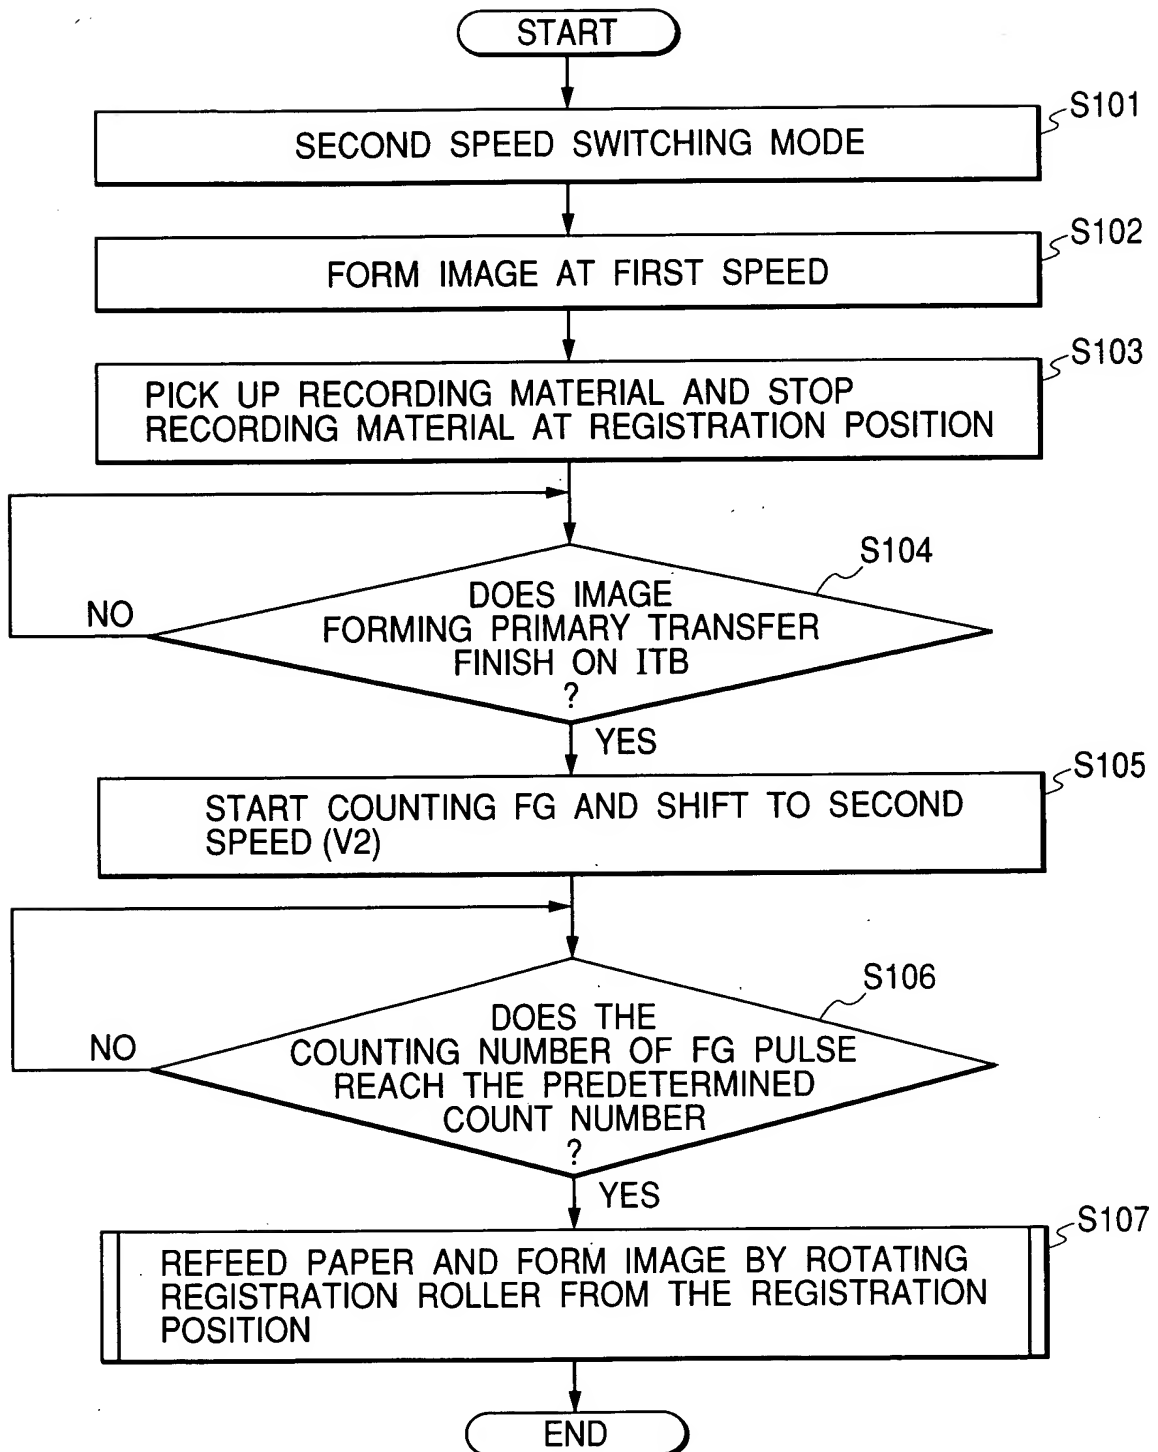 START
S101
SECOND SPEED SWITCHING MODE
S102
FORM IMAGE AT FIRST SPEED
S103
PICK UP RECORDING MATERIAL AND STOP
RECORDING MATERIAL AT REGISTRATION POSITION
S104
DOES IMAGE
FORMING PRIMARY TRANSFER
FINISH ON ITB
?
NO
YES
S105
START COUNTING FG AND SHIFT TO SECOND
SPEED (V2)
S106
DOES THE
COUNTING NUMBER OF FG PULSE
REACH THE PREDETERMINED
COUNT NUMBER
?
NO
YES
S107
REFEED PAPER AND FORM IMAGE BY ROTATING
REGISTRATION ROLLER FROM THE REGISTRATION
POSITION
END